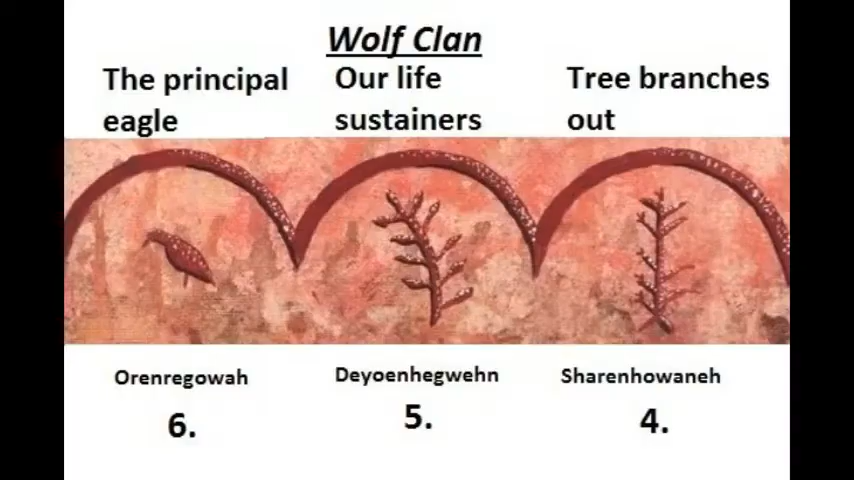 Wolf Clan
The principal
eagle
Our life
sustainers
Tree branches
out
Orenregowah
Deyoenhegwehn
Sharenhowaneh
6.
5.
4.